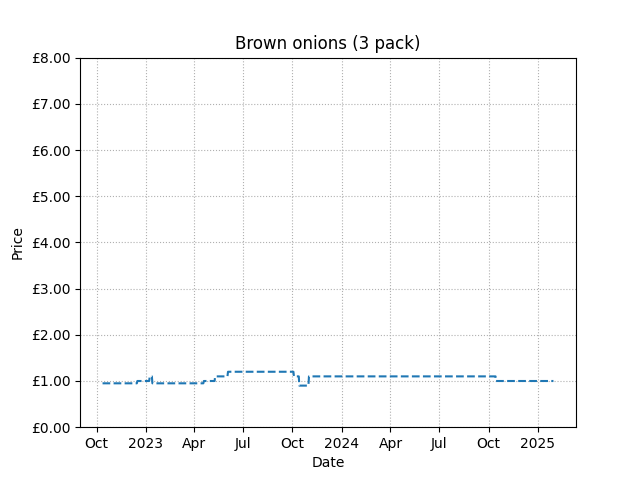 Brown onions (3 pack)
£8.00
£7.00
£6.00
£5.00
£4.00
£3.00
£2.00
£1.00
£0.00
Price
Oct 2023 Apr Jul Oct 2024 Apr Jul Oct 2025
Date